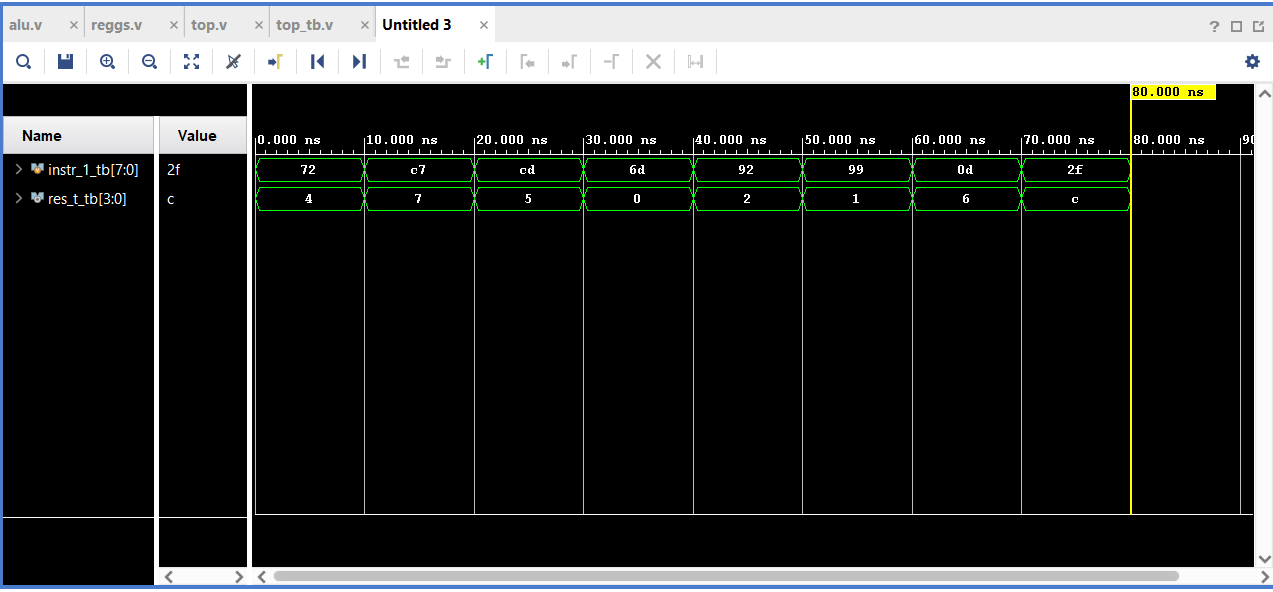 alu.v × reggs.v × top.v × top_tb.v × Untitled 3 × ?
80.000 ns
Name Value
0.000 ns 10.000 ns 20.000 ns 30.000 ns 40.000 ns 50.000 ns 60.000 ns 70.000 ns 80.000 ns 90
instr_1_tb[7:0] 2f 72 c7 cd 6d 92 99 0d 2f
res_t_tb[3:0] c 4 7 5 0 2 1 6 c